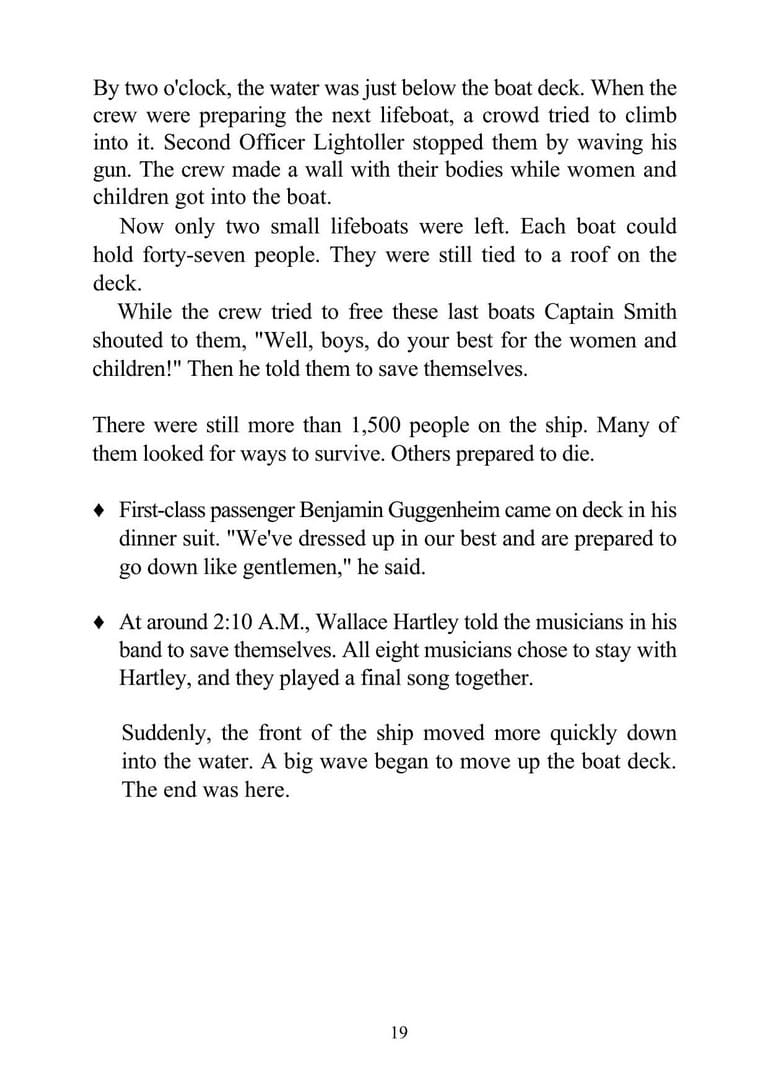 By two o'clock, the water was just below the boat deck. When the
crew were preparing the next lifeboat, a crowd tried to climb
into it. Second Officer Lightoller stopped them by waving his
gun. The crew made a wall with their bodies while women and
children got into the boat.
Now only two small lifeboats were left. Each boat could
hold forty-seven people. They were still tied to a roof on the
deck.
While the crew tried to free these last boats Captain Smith
shouted to them, "Well, boys, do your best for the women and
children!" Then he told them to save themselves.
There were still more than 1,500 people on the ship. Many of
them looked for ways to survive. Others prepared to die.
♦ First-class passenger Benjamin Guggenheim came on deck in his
dinner suit. "We've dressed up in our best and are prepared to
go down like gentlemen," he said.
♦ At around 2:10 A.M., Wallace Hartley told the musicians in his
band to save themselves. All eight musicians chose to stay with
Hartley, and they played a final song together.
Suddenly, the front of the ship moved more quickly down
into the water. A big wave began to move up the boat deck.
The end was here.
19